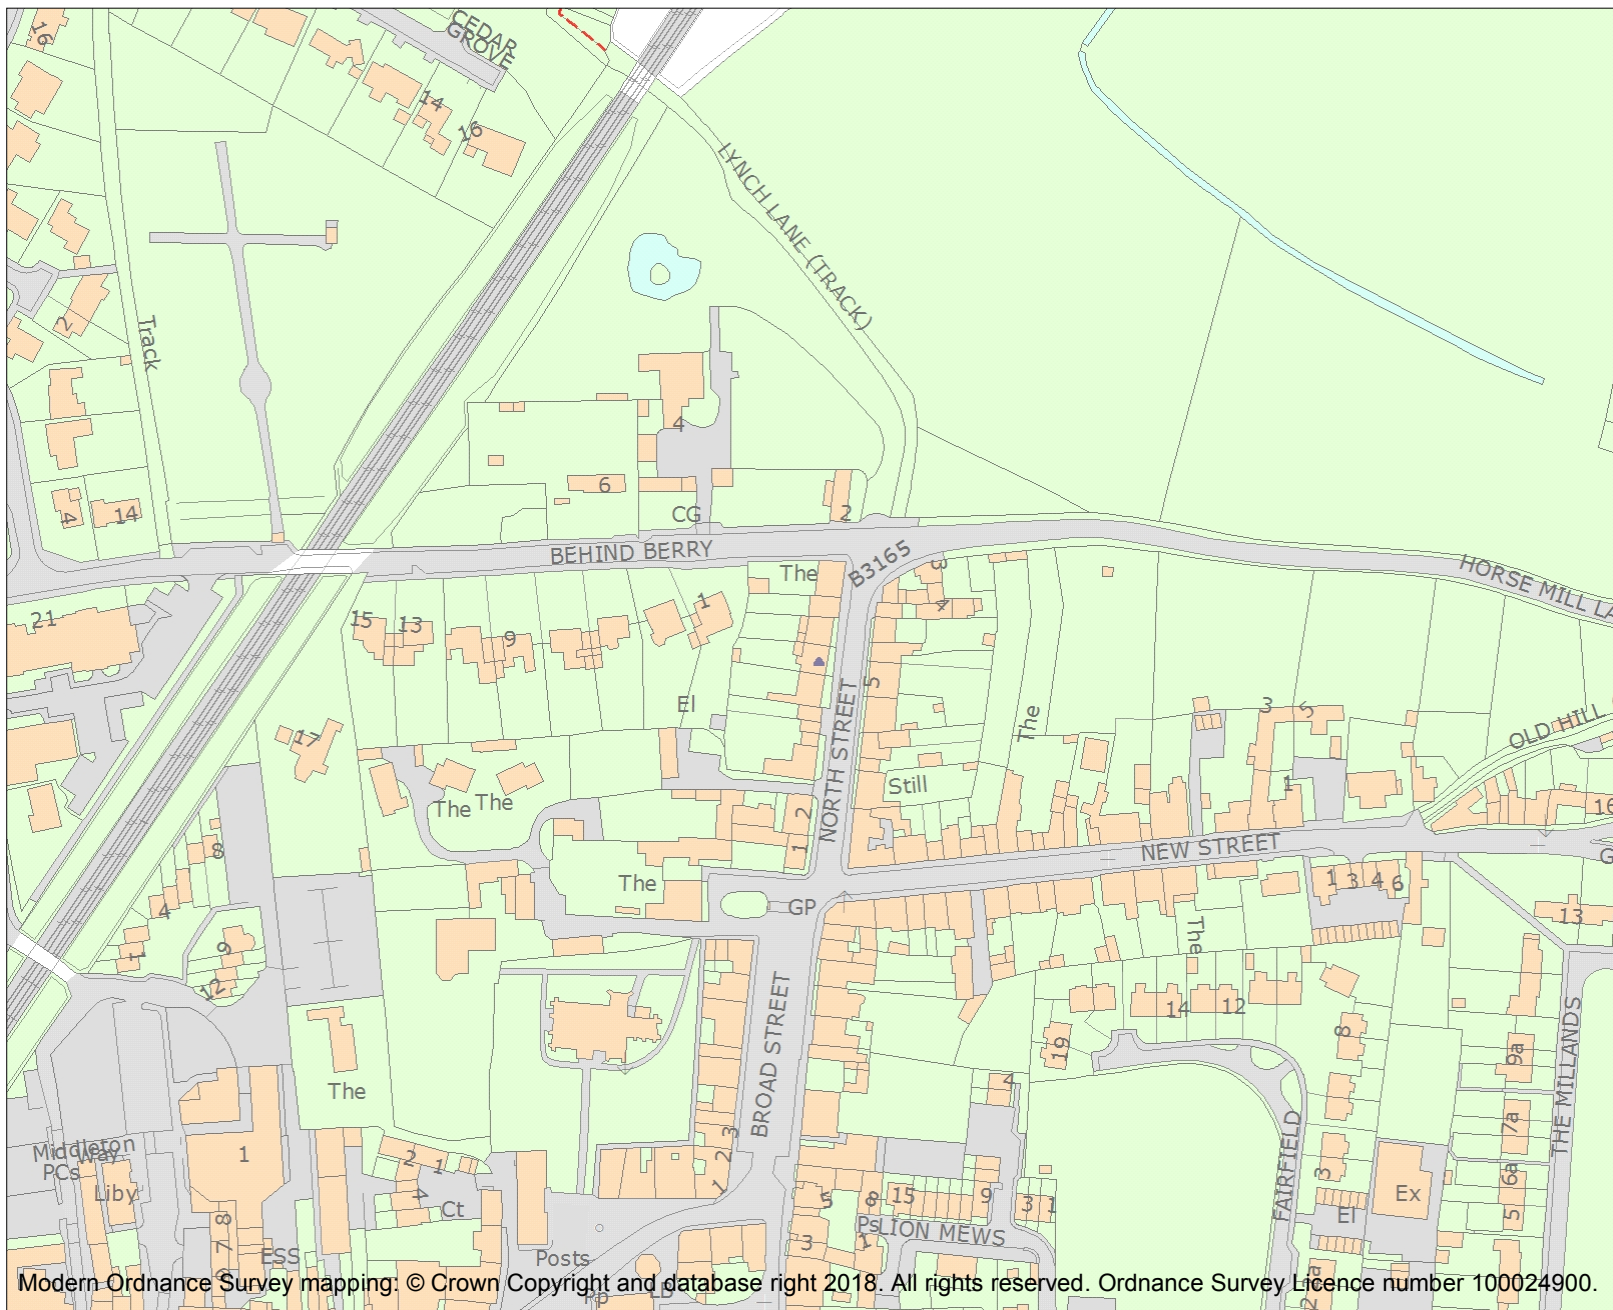 CEDAR
GROVE
16
14
16
LYNCH LANE (TRACK)
2
Track
4
6
4
14
CG
2
BEHIND BERRY
B3165
HORSE MILL LA
The
3
4
21
15
13
9
1
5
El
The
3
5
OLD HILL
17
NORTH STREET
The
The
Still
1
16
2
1
NEW STREET
8
The
GP
1
3
4
6
4
13
9
The
1
12
14
12
8
19
9a
BROAD STREET
4
The
THE MILLANDS
FAIRFIELD
7a
3
2
Middleton
Way
PCs
1
2
1
Liby
4
1
3
6a
5
8
15
9
3
1
Ex
Ct
Ps
LION MEWS
El
5
8
7
3
1
ESS
Posts
6
2a
LB
Pp
Modern Ordnance Survey mapping: © Crown Copyright and database right 2018. All rights reserved. Ordnance Survey Licence number 100024900.